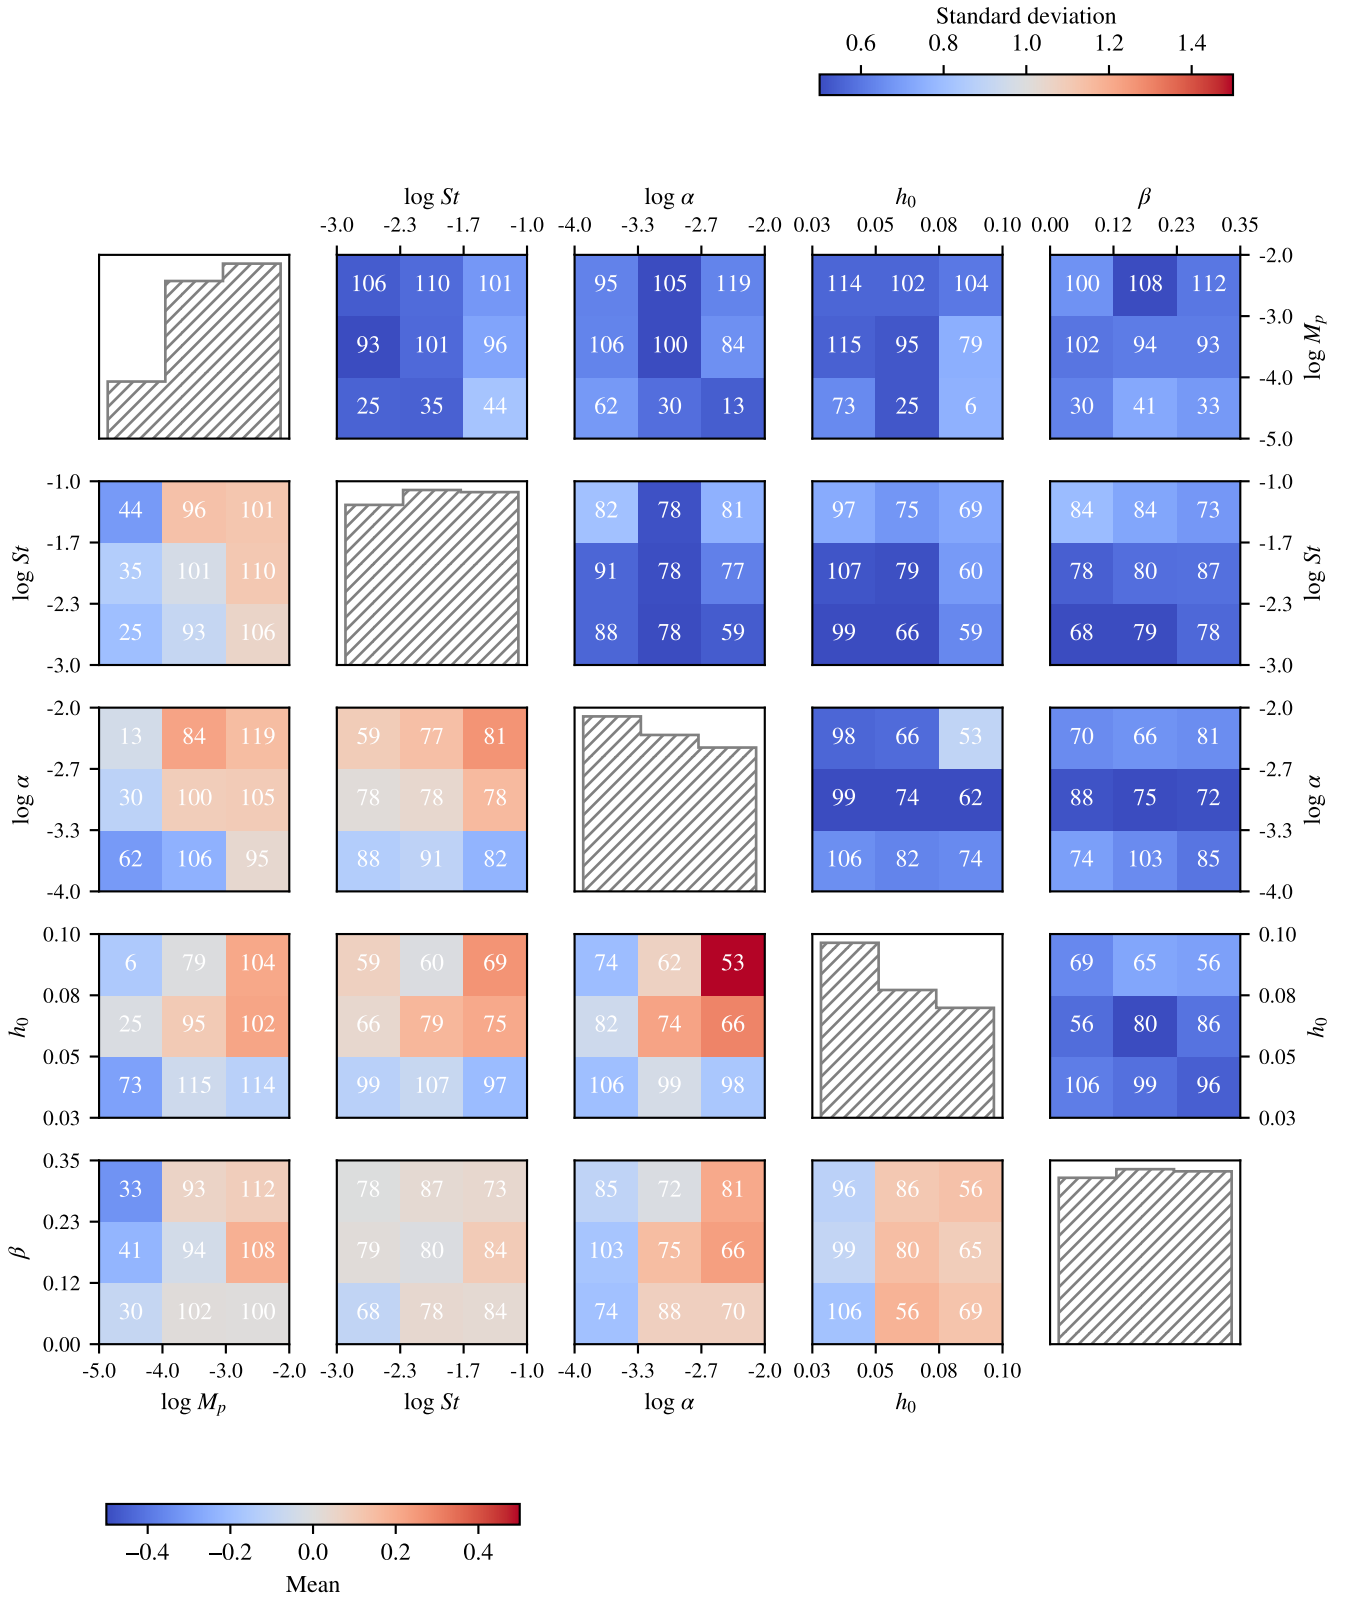 Standard deviation
0.6 0.8 1.0 1.2 1.4
log St log α h0 β
-3.0 -2.3 -1.7 -1.0 -4.0 -3.3 -2.7 -2.0 0.03 0.05 0.08 0.10 0.00 0.12 0.23 0.35
106 110 101 95 105 119 114 102 104 100 108 112 -2.0
93 101 96 106 100 84 115 95 79 102 94 93 -3.0
25 35 44 62 30 13 73 25 6 30 41 33 -4.0
-5.0
log Mp
-1.0 44 96 101 82 78 81 97 75 69 84 84 73 -1.0
-1.7 35 101 110 91 78 77 107 79 60 78 80 87 -1.7
-2.3 25 93 106 88 78 59 99 66 59 68 79 78 -2.3
-3.0 -3.0
log St log St
-2.0 13 84 119 59 77 81 98 66 53 70 66 81 -2.0
-2.7 30 100 105 78 78 78 99 74 62 88 75 72 -2.7
-3.3 62 106 95 88 91 82 106 82 74 74 103 85 -3.3
-4.0 -4.0
log α log α
0.10 6 79 104 59 60 69 74 62 53 69 65 56 0.10
0.08 25 95 102 66 79 75 82 74 66 56 80 86 0.08
0.05 73 115 114 99 107 97 106 99 98 106 99 96 0.05
0.03 0.03
h0 h0
0.35 33 93 112 78 87 73 85 72 81 96 86 56
0.23 41 94 108 79 80 84 103 75 66 99 80 65
0.12 30 102 100 68 78 84 74 88 70 106 56 69
0.00
β
-5.0 -4.0 -3.0 -2.0 -3.0 -2.3 -1.7 -1.0 -4.0 -3.3 -2.7 -2.0 0.03 0.05 0.08 0.10
log Mp log St log α h0
−0.4 −0.2 0.0 0.2 0.4
Mean